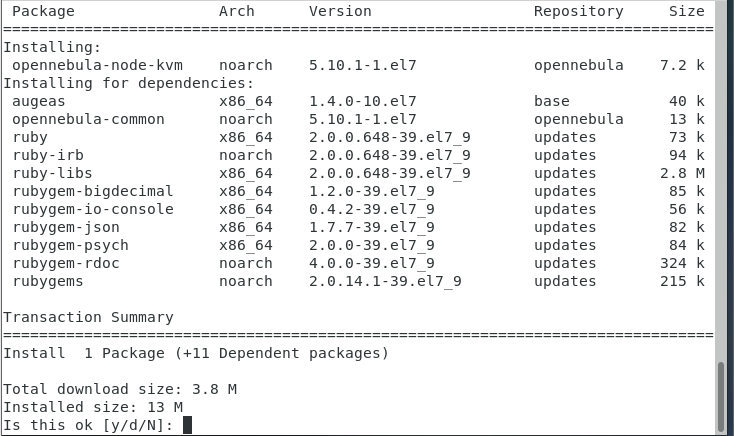 Package Arch Version Repository Size
================================================================================
Installing:
opennebula-node-kvm noarch 5.10.1-1.el7 opennebula 7.2 k
Installing for dependencies:
augeas x86_64 1.4.0-10.el7 base 40 k
opennebula-common noarch 5.10.1-1.el7 opennebula 13 k
ruby x86_64 2.0.0.648-39.el7_9 updates 73 k
ruby-irb noarch 2.0.0.648-39.el7_9 updates 94 k
ruby-libs x86_64 2.0.0.648-39.el7_9 updates 2.8 M
rubygem-bigdecimal x86_64 1.2.0-39.el7_9 updates 85 k
rubygem-io-console x86_64 0.4.2-39.el7_9 updates 56 k
rubygem-json x86_64 1.7.7-39.el7_9 updates 82 k
rubygem-psych x86_64 2.0.0-39.el7_9 updates 84 k
rubygem-rdoc noarch 4.0.0-39.el7_9 updates 324 k
rubygems noarch 2.0.14.1-39.el7_9 updates 215 k
Transaction Summary
================================================================================
Install 1 Package (+11 Dependent packages)
Total download size: 3.8 M
Installed size: 13 M
Is this ok [y/d/N]: